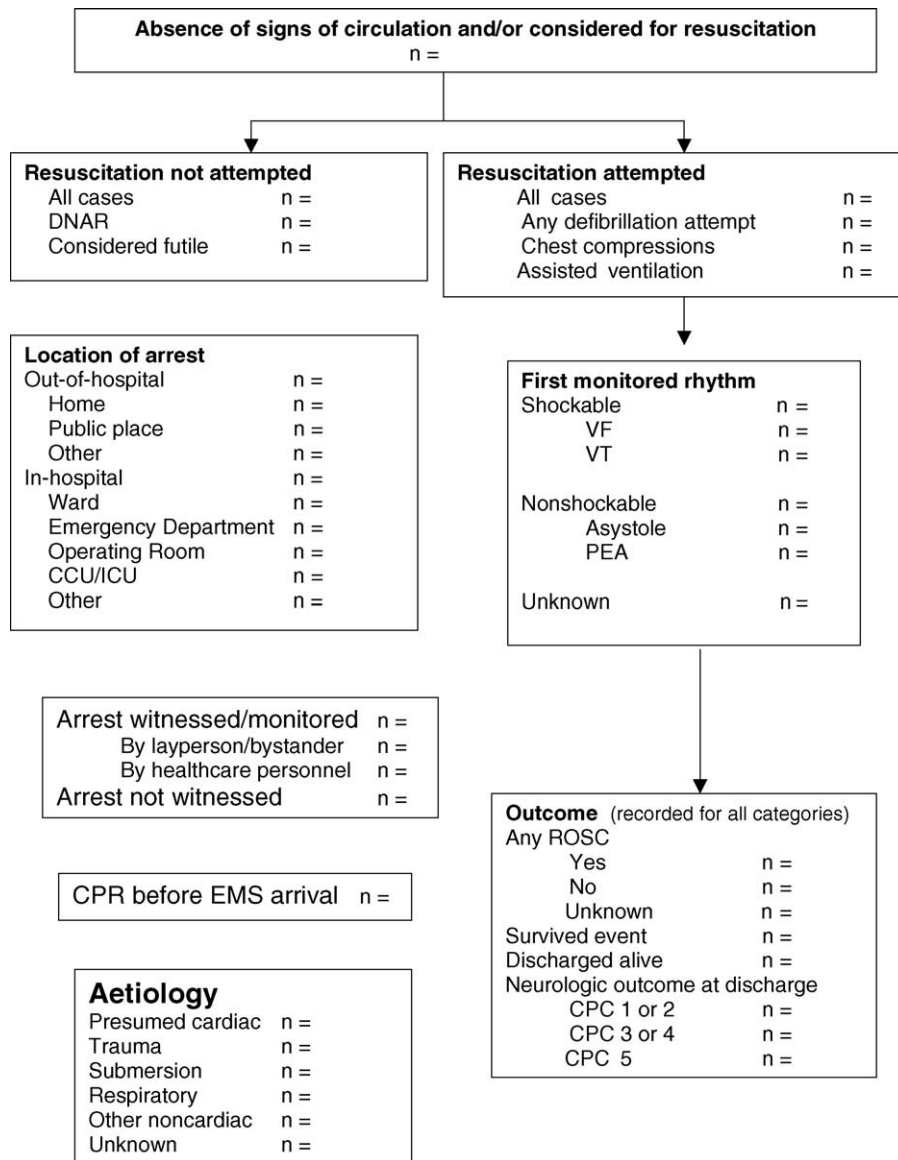 Absence of signs of circulation and/or considered for resuscitation
n =
Resuscitation not attempted
All cases n =
DNAR n =
Considered futile n =
Resuscitation attempted
All cases n =
Any defibrillation attempt n =
Chest compressions n =
Assisted ventilation n =
Location of arrest
Out-of-hospital n =
Home n =
Public place n =
Other n =
In-hospital n =
Ward n =
Emergency Department n =
Operating Room n =
CCU/ICU n =
Other n =
First monitored rhythm
Shockable n =
VF n =
VT n =
Nonshockable n =
Asystole n =
PEA n =
Unknown n =
Arrest witnessed/monitored n =
By layperson/bystander n =
By healthcare personnel n =
Arrest not witnessed n =
CPR before EMS arrival n =
Aetiology
Presumed cardiac n =
Trauma n =
Submersion n =
Respiratory n =
Other noncardiac n =
Unknown n =
Outcome (recorded for all categories)
Any ROSC
Yes n =
No n =
Unknown n =
Survived event n =
Discharged alive n =
Neurologic outcome at discharge
CPC 1 or 2 n =
CPC 3 or 4 n =
CPC 5 n =